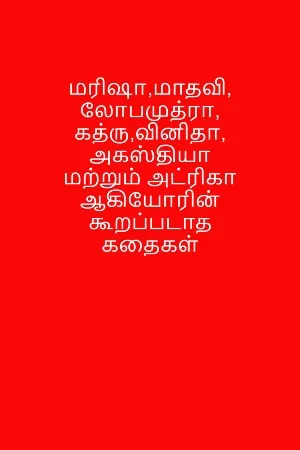 மரிஷா,மாதவி,
லோபமுத்ரா,
கத்ரு,வினிதா,
அகஸ்தியா
மற்றும் அட்ரிகா
ஆகியோரின்
கூறப்படாத
கதைகள்